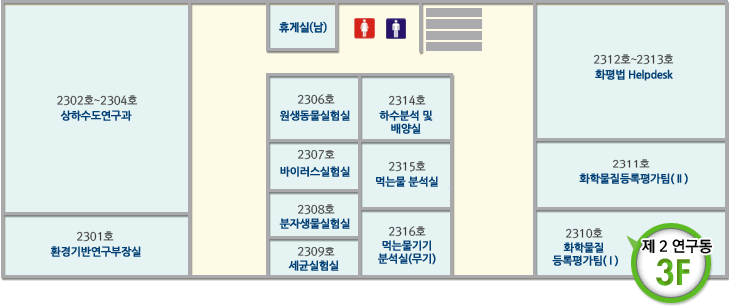 휴게실(남)
2302호~2304호
상하수도연구과
2301호
환경기반연구부장실
2306호
원생동물실험실
2307호
바이러스실험실
2308호
분자생물실험실
2309호
세균실험실
2314호
하수분석 및
배양실
2315호
먹는물 분석실
2316호
먹는물기기
분석실(무기)
2312호~2313호
화평법 Helpdesk
2311호
화학물질등록평가팀(Ⅱ)
2310호
화학물질
등록평가팀(Ⅰ)
제 2 연구동
3F